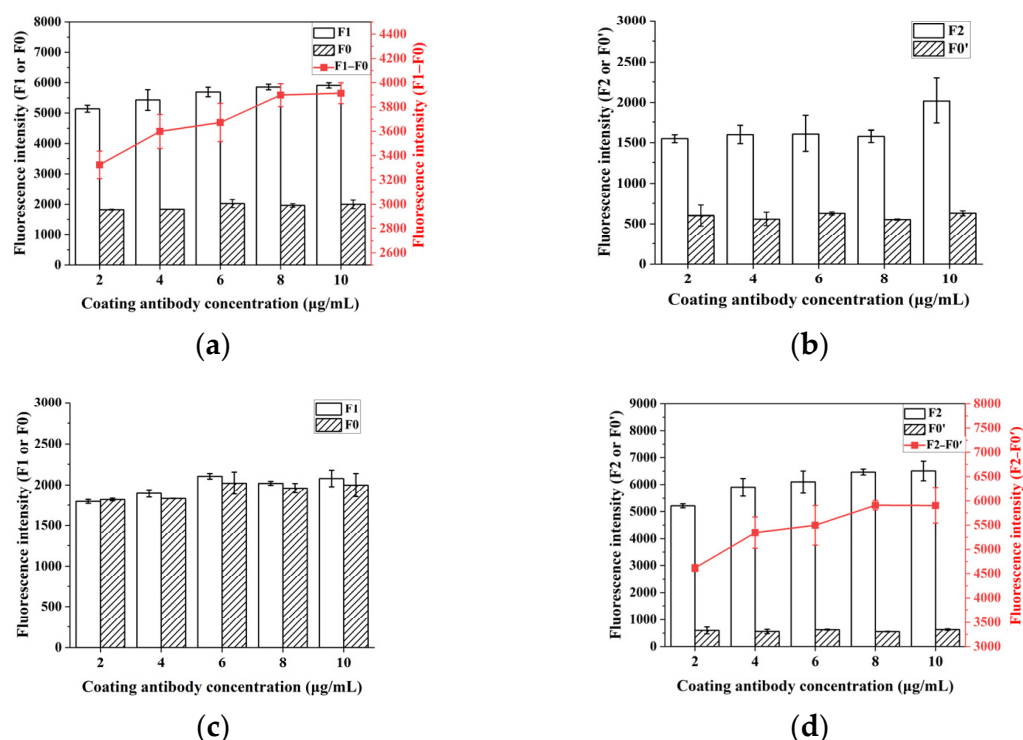 F1
F0
F1–F0
8000
7000
6000
5000
4000
3000
2000
1000
0
4400
4200
4000
3800
3600
3400
3200
3000
2800
2600
Fluorescence intensity (F1 or F0)
Fluorescence intensity (F1–F0)
2 4 6 8 10
Coating antibody concentration (µg/mL)
(a)
F2
F0'
3000
2500
2000
1500
1000
500
0
Fluorescence intensity (F2 or F0')
2 4 6 8 10
Coating antibody concentration (µg/mL)
(b)
F1
F0
3000
2500
2000
1500
1000
500
0
Fluorescence intensity (F1 or F0)
2 4 6 8 10
Coating antibody concentration (µg/mL)
(c)
F2
F0'
F2–F0'
9000
8000
7000
6000
5000
4000
3000
2000
1000
0
8000
7500
7000
6500
6000
5500
5000
4500
4000
3500
3000
Fluorescence intensity (F2 or F0')
Fluorescence intensity (F2–F0')
2 4 6 8 10
Coating antibody concentration (µg/mL)
(d)